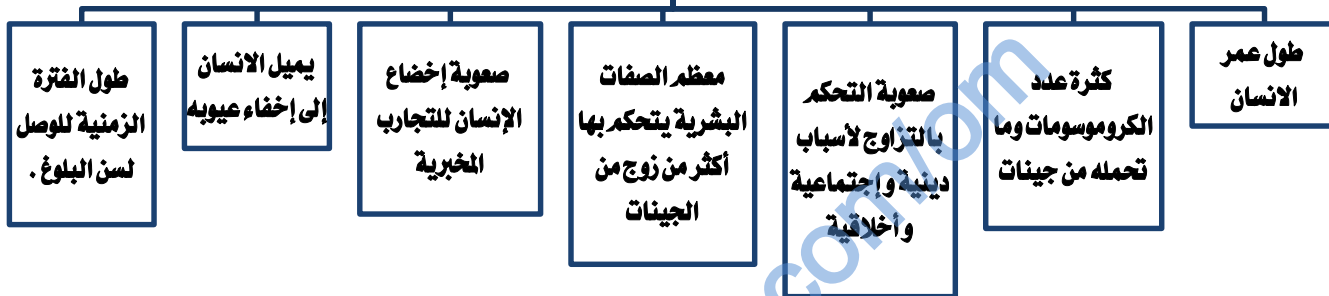 طول عمر
الانسان
كثرة عدد
الكروموسومات وما
تحمله من جينات
صعوبة التحكم
بالتزاوج لأسباب
دينية وإجتماعية
وأخلاقية
معظم الصفات
البشرية يتحكم بها
أكثر من زوج من
الجينات
صعوبة إخضاع
الإنسان للتجارب
المخبرية
يميل الانسان
إلى إخفاء عيوبه
طول الفترة
الزمنية للوصل
لسن البلوغ .
com/om